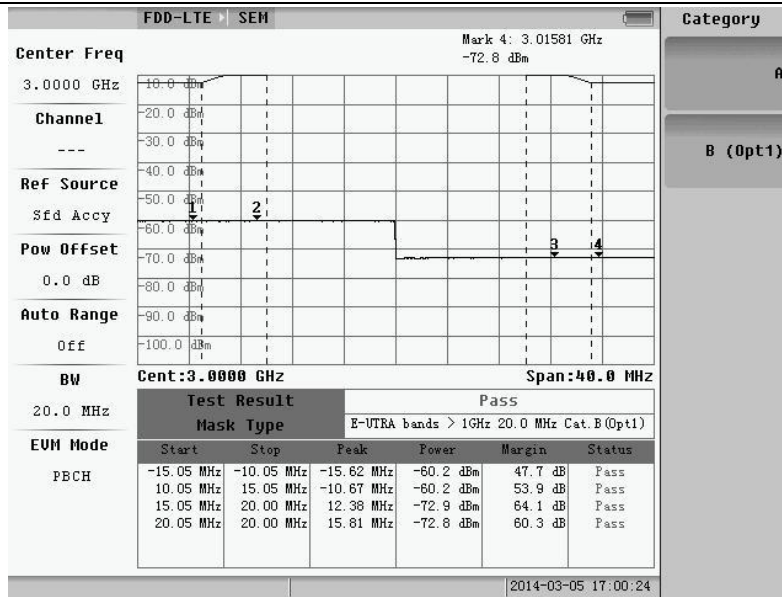 FDD-LTE SEM
Category
Mark 4: 3.01581 GHz
-72.8 dBm
Center Freq
3.0000 GHz
Channel
---
Ref Source
Sfd Accy
Pow Offset
0.0 dB
Auto Range
Off
BW
20.0 MHz
EVM Mode
PBCH
-10.0 dBm
-20.0 dBm
-30.0 dBm
-40.0 dBm
-50.0 dBm
-60.0 dBm
-70.0 dBm
-80.0 dBm
-90.0 dBm
-100.0 dBm
1 2 3 4
Cent:3.0000 GHz Span:40.0 MHz
Test Result Pass
Mask Type E-UTRA bands > 1GHz 20.0 MHz Cat.B(Opt1)
Start Stop Peak Power Margin Status
-15.05 MHz -10.05 MHz -15.62 MHz -60.2 dBm 47.7 dB Pass
10.05 MHz 15.05 MHz -10.67 MHz -60.2 dBm 53.9 dB Pass
15.05 MHz 20.00 MHz 12.38 MHz -72.9 dBm 64.1 dB Pass
20.05 MHz 20.00 MHz 15.81 MHz -72.8 dBm 60.3 dB Pass
2014-03-05 17:00:24
A
B (Opt1)